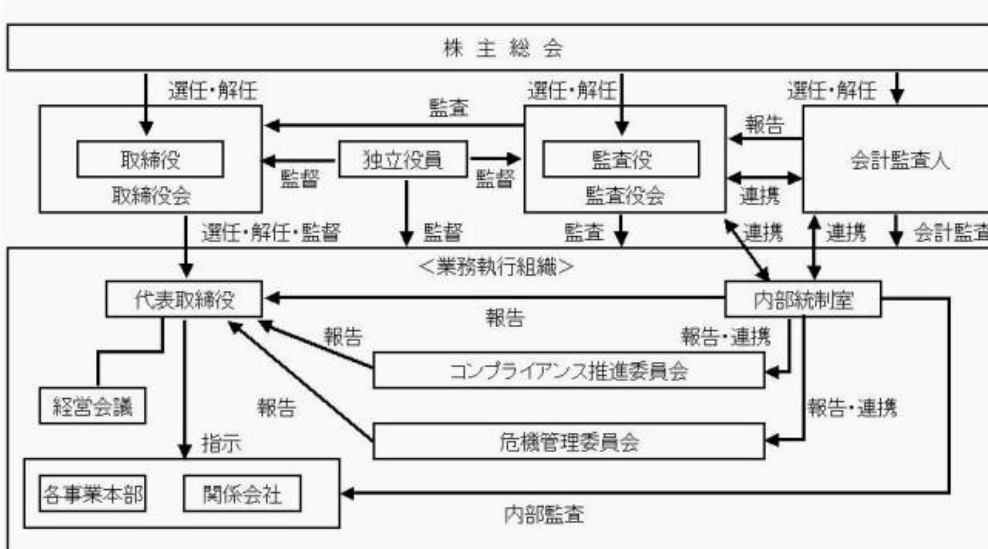 株主総会
選任・解任
選任・解任
選任・解任
監査
報告
取締役
独立役員
監査役
会計監査人
監督
監督
取締役会
監査役会
連携
選任・解任・監督
監督
監査
連携
連携
会計監査
＜業務執行組織＞
代表取締役
内部統制室
報告
報告
報告・連携
コンプライアンス推進委員会
経営会議
報告
報告・連携
危機管理委員会
指示
各事業本部
関係会社
内部監査